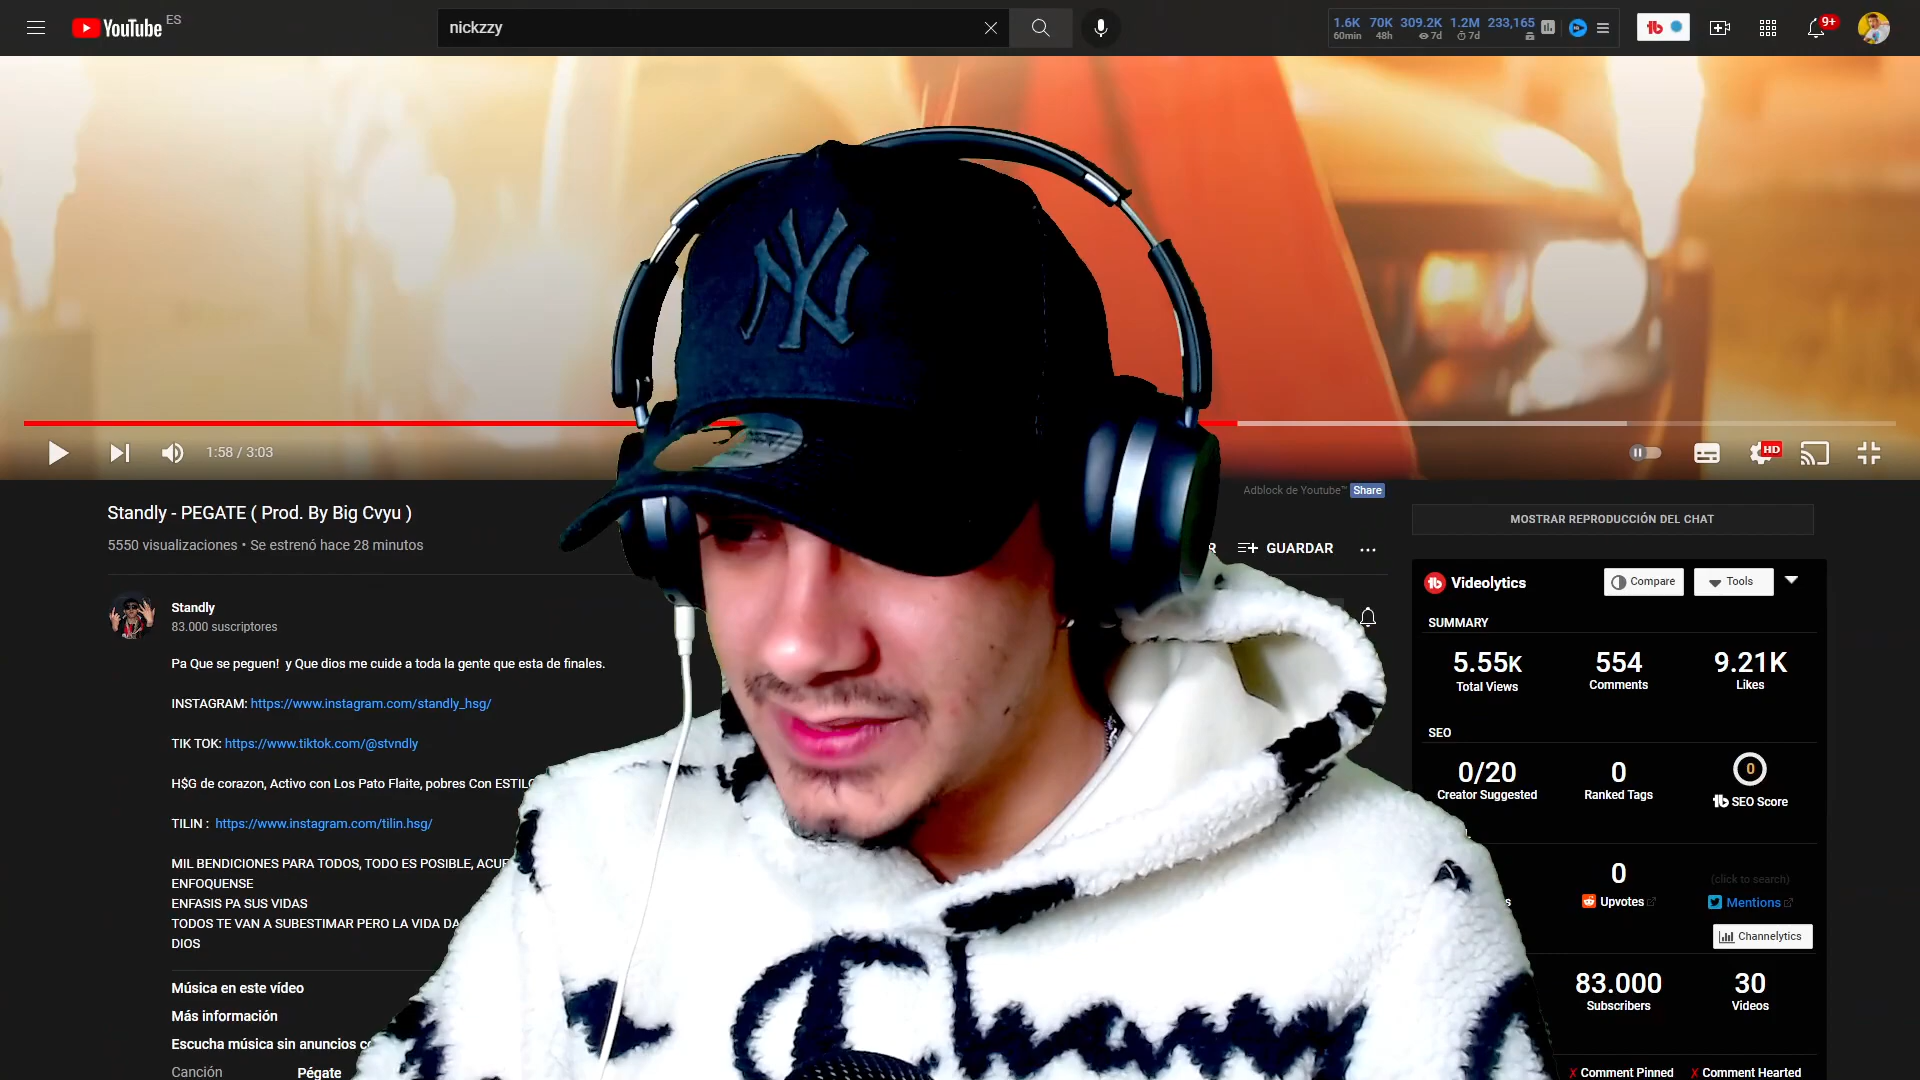 YouTube ES
nickzzy
1.6K 70K 309.2K 1.2M 233,165
60min 48h 7d 7d
9+
NY
1:58 / 3:03
HD
Adblock de Youtube™ Share
Standly - PEGATE ( Prod. By Big Cvyu )
5550 visualizaciones • Se estrenó hace 28 minutos
R GUARDAR ...
MOSTRAR REPRODUCCIÓN DEL CHAT
Standly
83.000 suscriptores
Pa Que se peguen! y Que dios me cuide a toda la gente que esta de finales.
INSTAGRAM: https://www.instagram.com/standly_hsg/
TIK TOK: https://www.tiktok.com/@stvndly
H$G de corazon, Activo con Los Pato Flaite, pobres Con ESTILO
TILIN : https://www.instagram.com/tilin.hsg/
MIL BENDICIONES PARA TODOS, TODO ES POSIBLE, ACUE
ENFOQUENSE
ENFASIS PA SUS VIDAS
TODOS TE VAN A SUBESTIMAR PERO LA VIDA DA
DIOS
Música en este vídeo
Más información
Escucha música sin anuncios c
Canción Pégate
Videolytics Compare Tools
SUMMARY
5.55K 554 9.21K
Total Views Comments Likes
SEO
0/20 0 0
Creator Suggested Ranked Tags SEO Score
0 (click to search)
s Upvotes Mentions
Channelytics
83.000 30
Subscribers Videos
Comment Pinned Comment Hearted